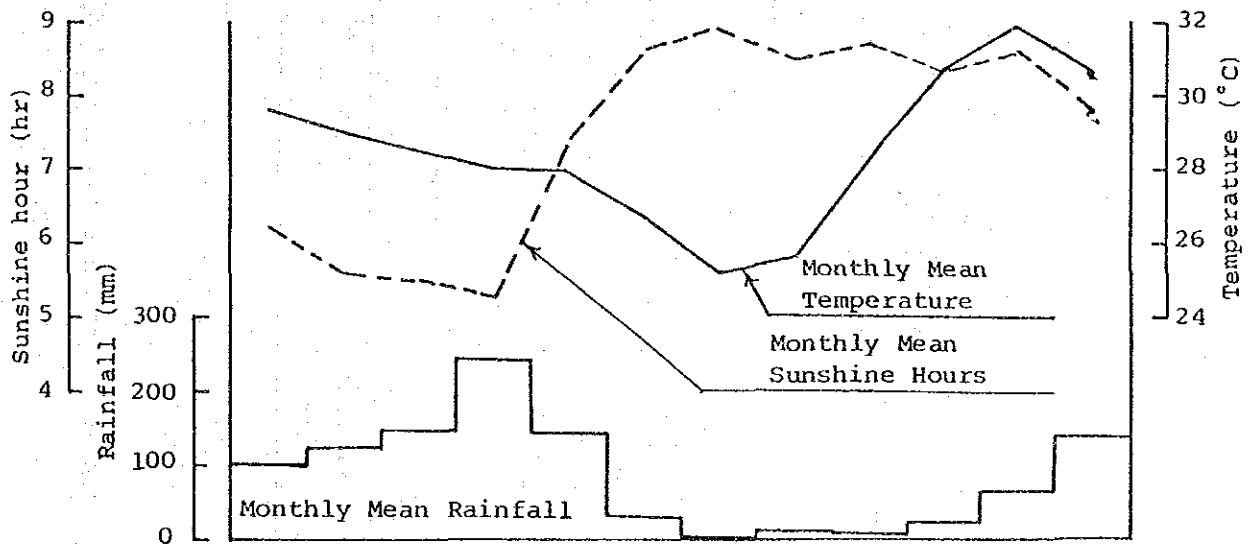 Sunshine hour (hr)
9
8
7
6
5
4
Rainfall (mm)
300
200
100
0
Monthly Mean
Temperature
Monthly Mean
Sunshine Hours
Monthly Mean Rainfall
32
30
28
26
24
Temperature (°C)